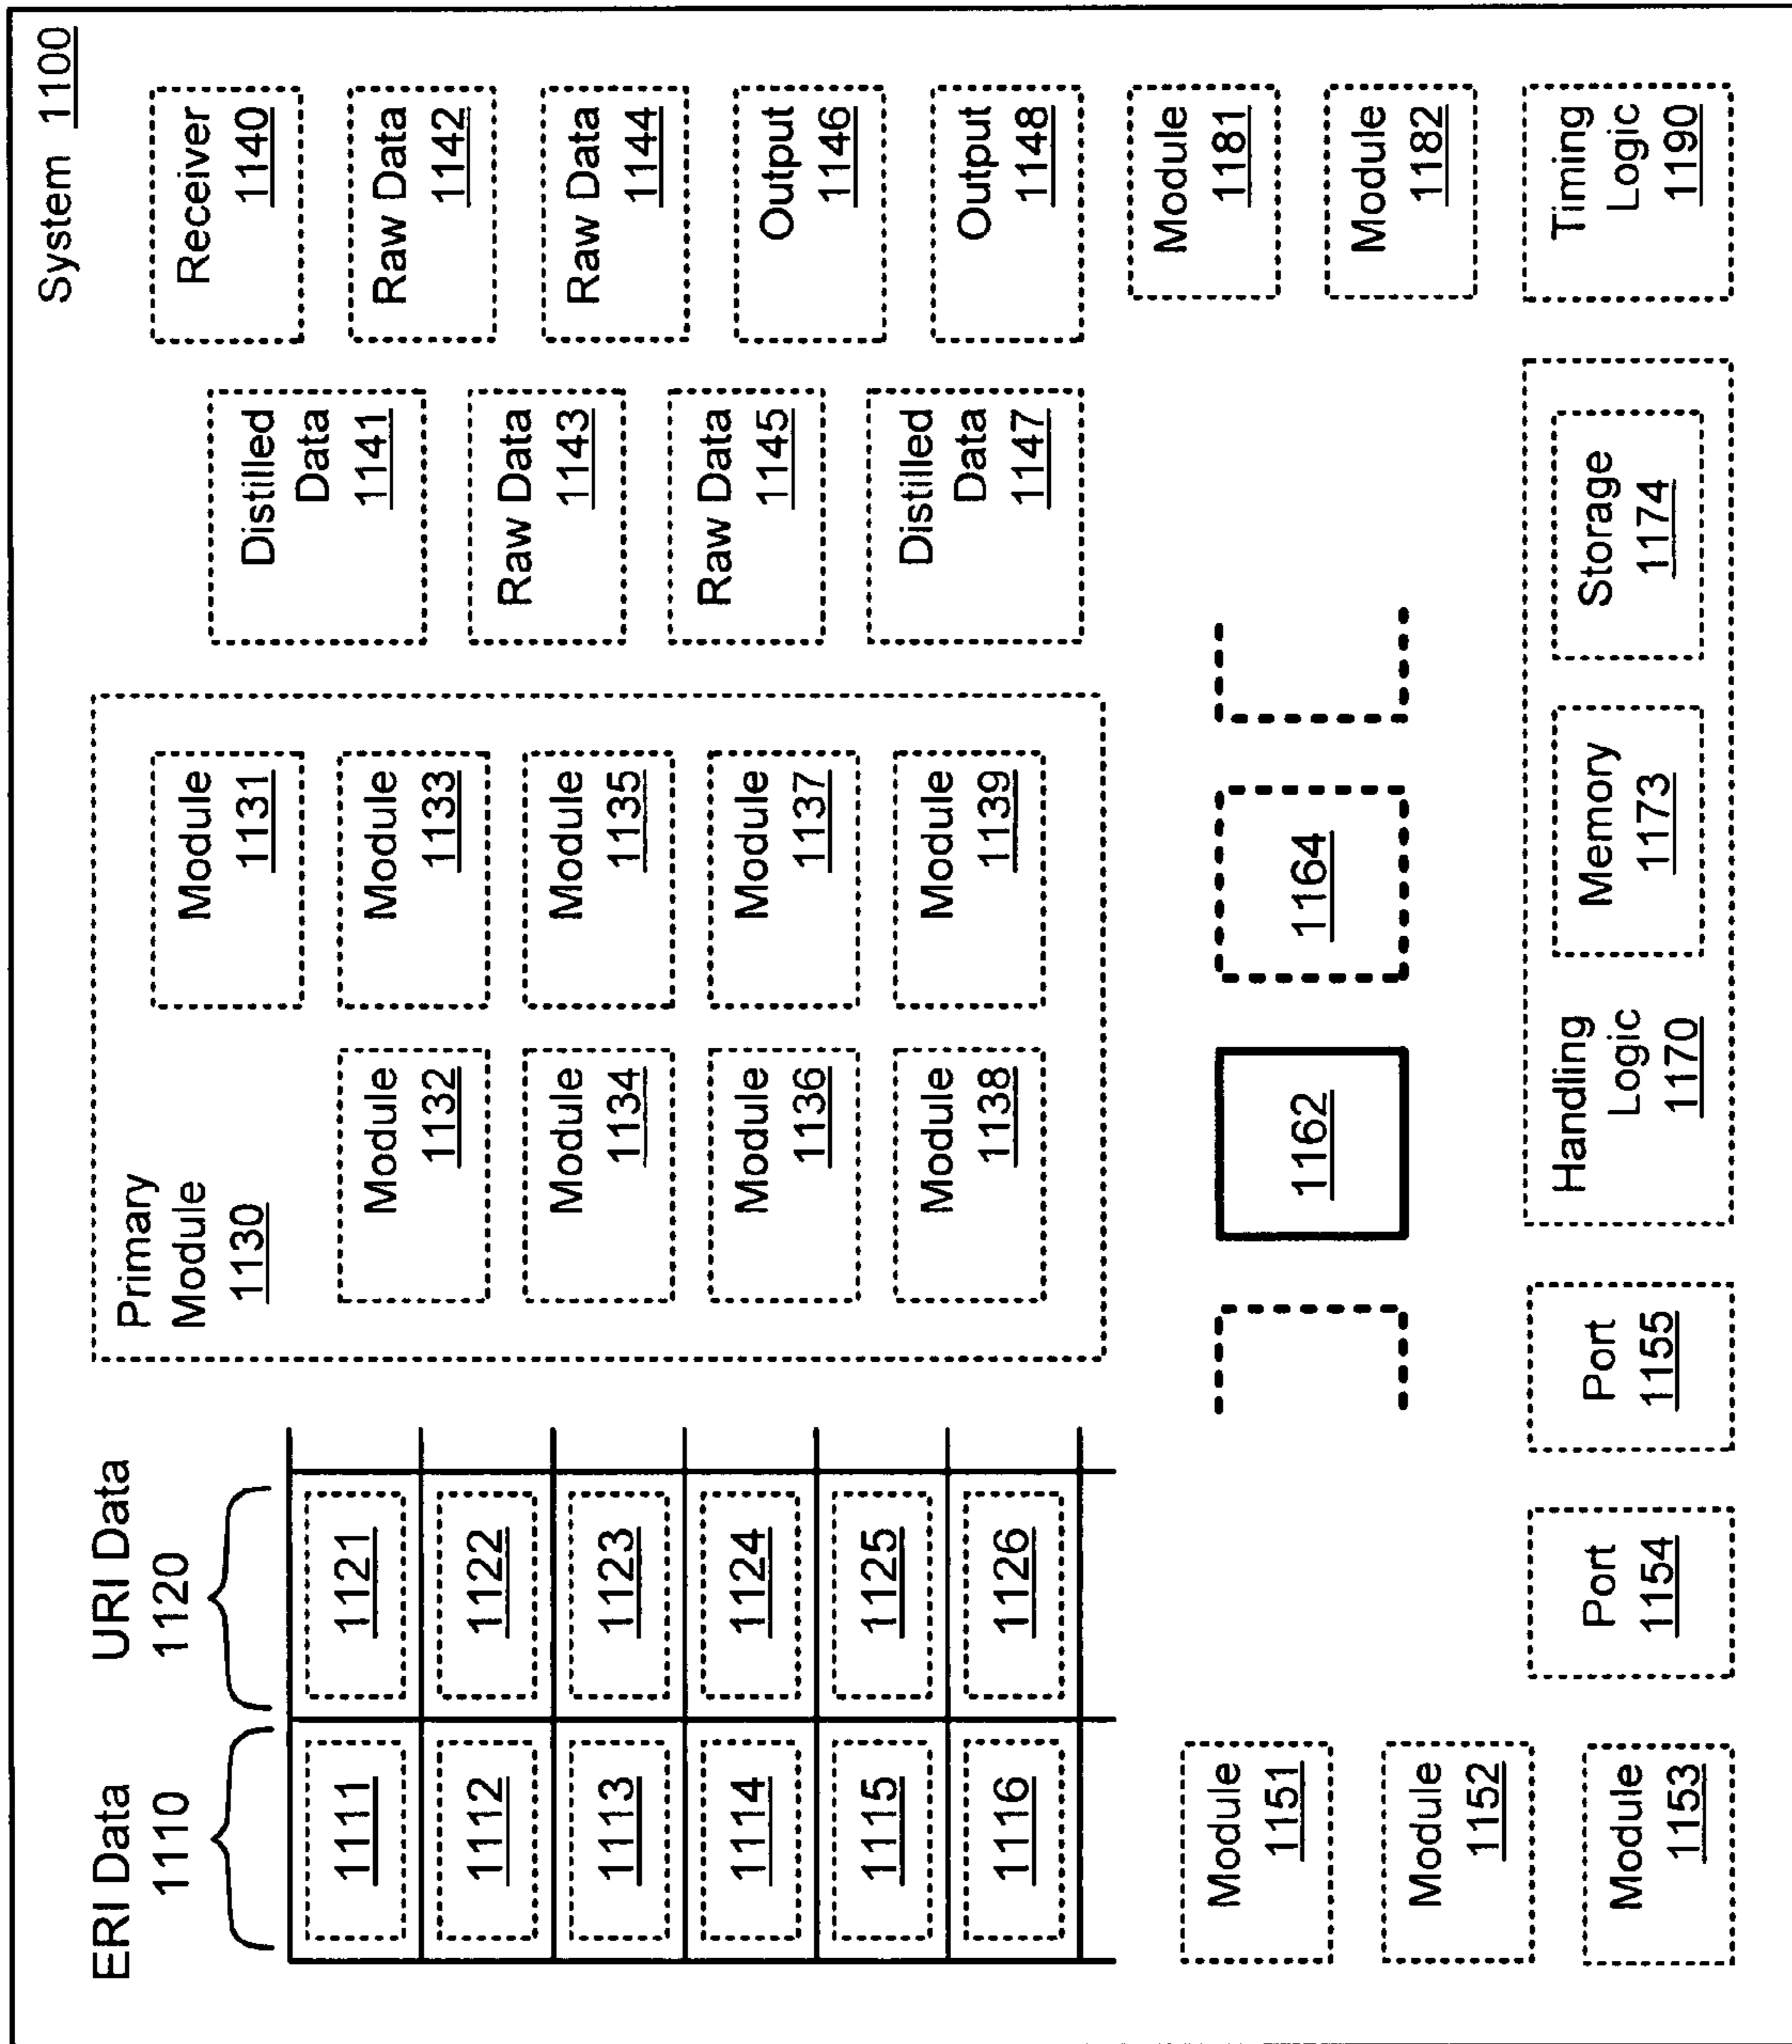 System 1100
ERI Data
1110
URI Data
1120
1111
1121
1112
1122
1113
1123
1114
1124
1115
1125
1116
1126
Primary
Module
1130
Module
1131
Module
1132
Module
1133
Module
1134
Module
1135
Module
1136
Module
1137
Module
1138
Module
1139
Distilled
Data
1141
Raw Data
1143
Raw Data
1145
Distilled
Data
1147
Receiver
1140
Raw Data
1142
Raw Data
1144
Output
1146
Output
1148
Module
1181
Module
1182
Timing
Logic
1190
Module
1151
Module
1152
Module
1153
Port
1154
Port
1155
1162
1164
Handling
Logic
1170
Memory
1173
Storage
1174